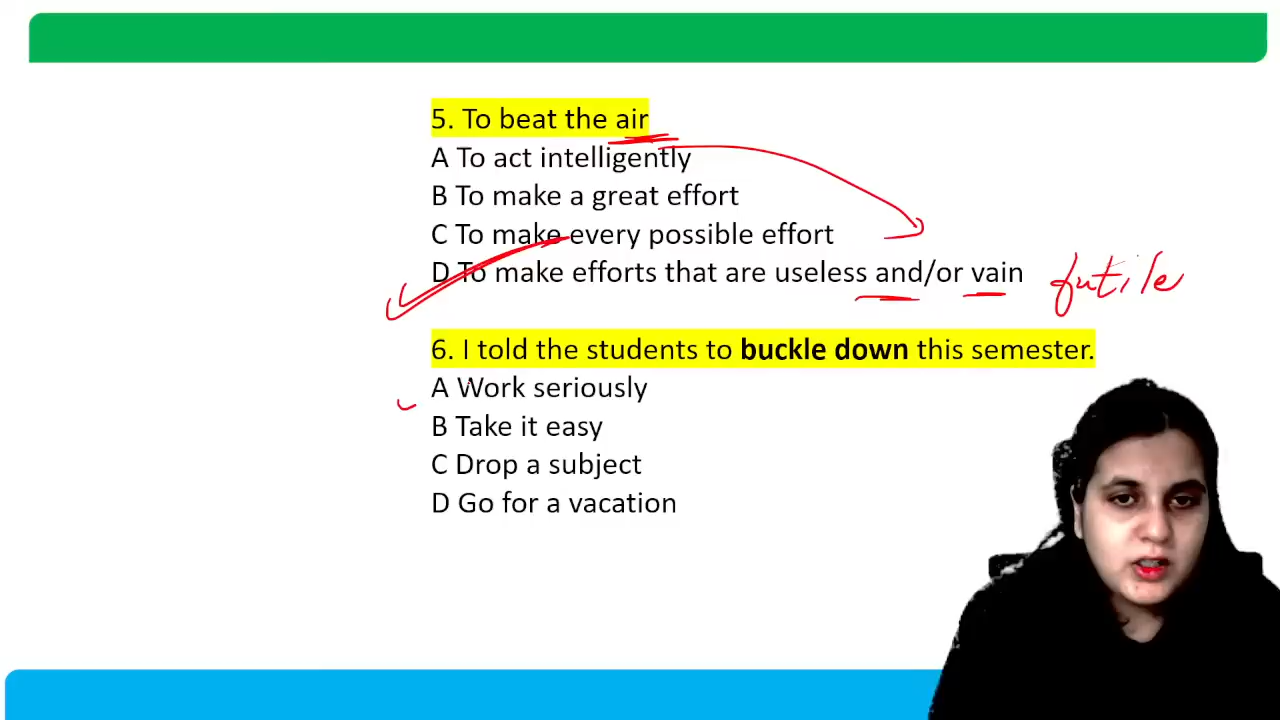 5. To beat the air
A To act intelligently
B To make a great effort
C To make every possible effort
D To make efforts that are useless and/or vain futile
6. I told the students to buckle down this semester.
A Work seriously
B Take it easy
C Drop a subject
D Go for a vacation